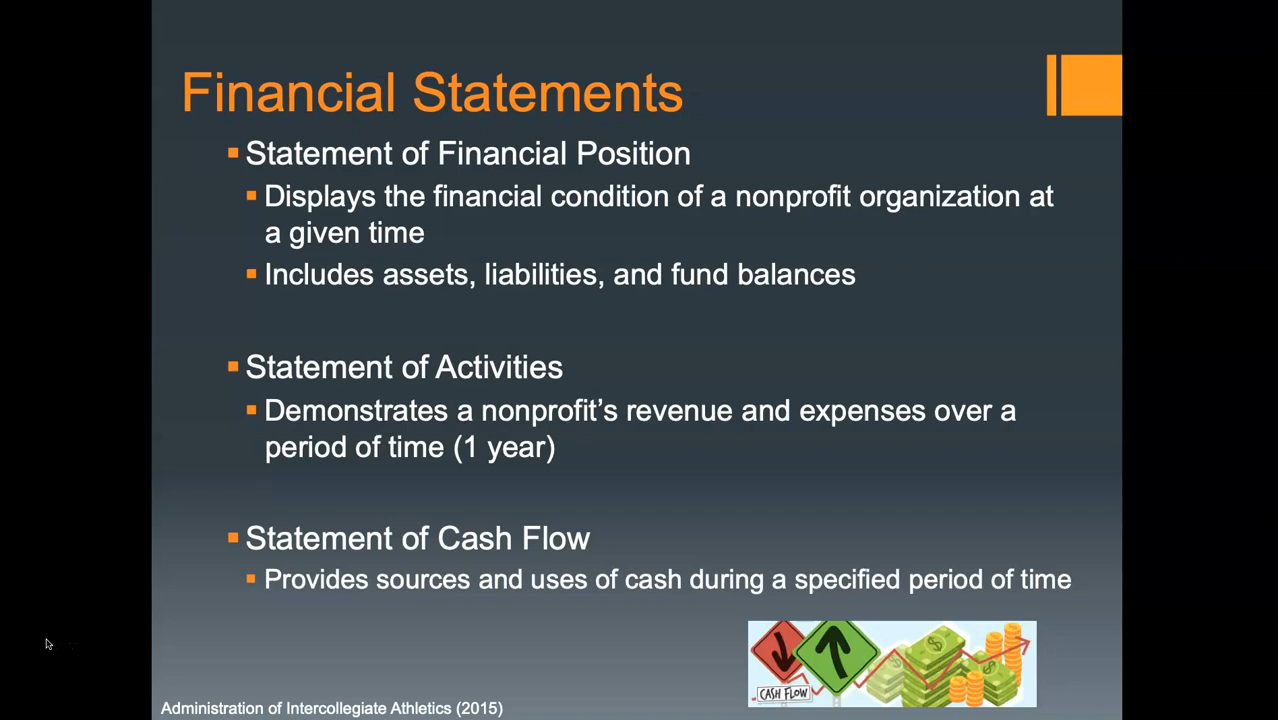 Financial Statements
Statement of Financial Position
Displays the financial condition of a nonprofit organization at
a given time
Includes assets, liabilities, and fund balances
Statement of Activities
Demonstrates a nonprofit’s revenue and expenses over a
period of time (1 year)
Statement of Cash Flow
Provides sources and uses of cash during a specified period of time
CASH FLOW
Administration of Intercollegiate Athletics (2015)